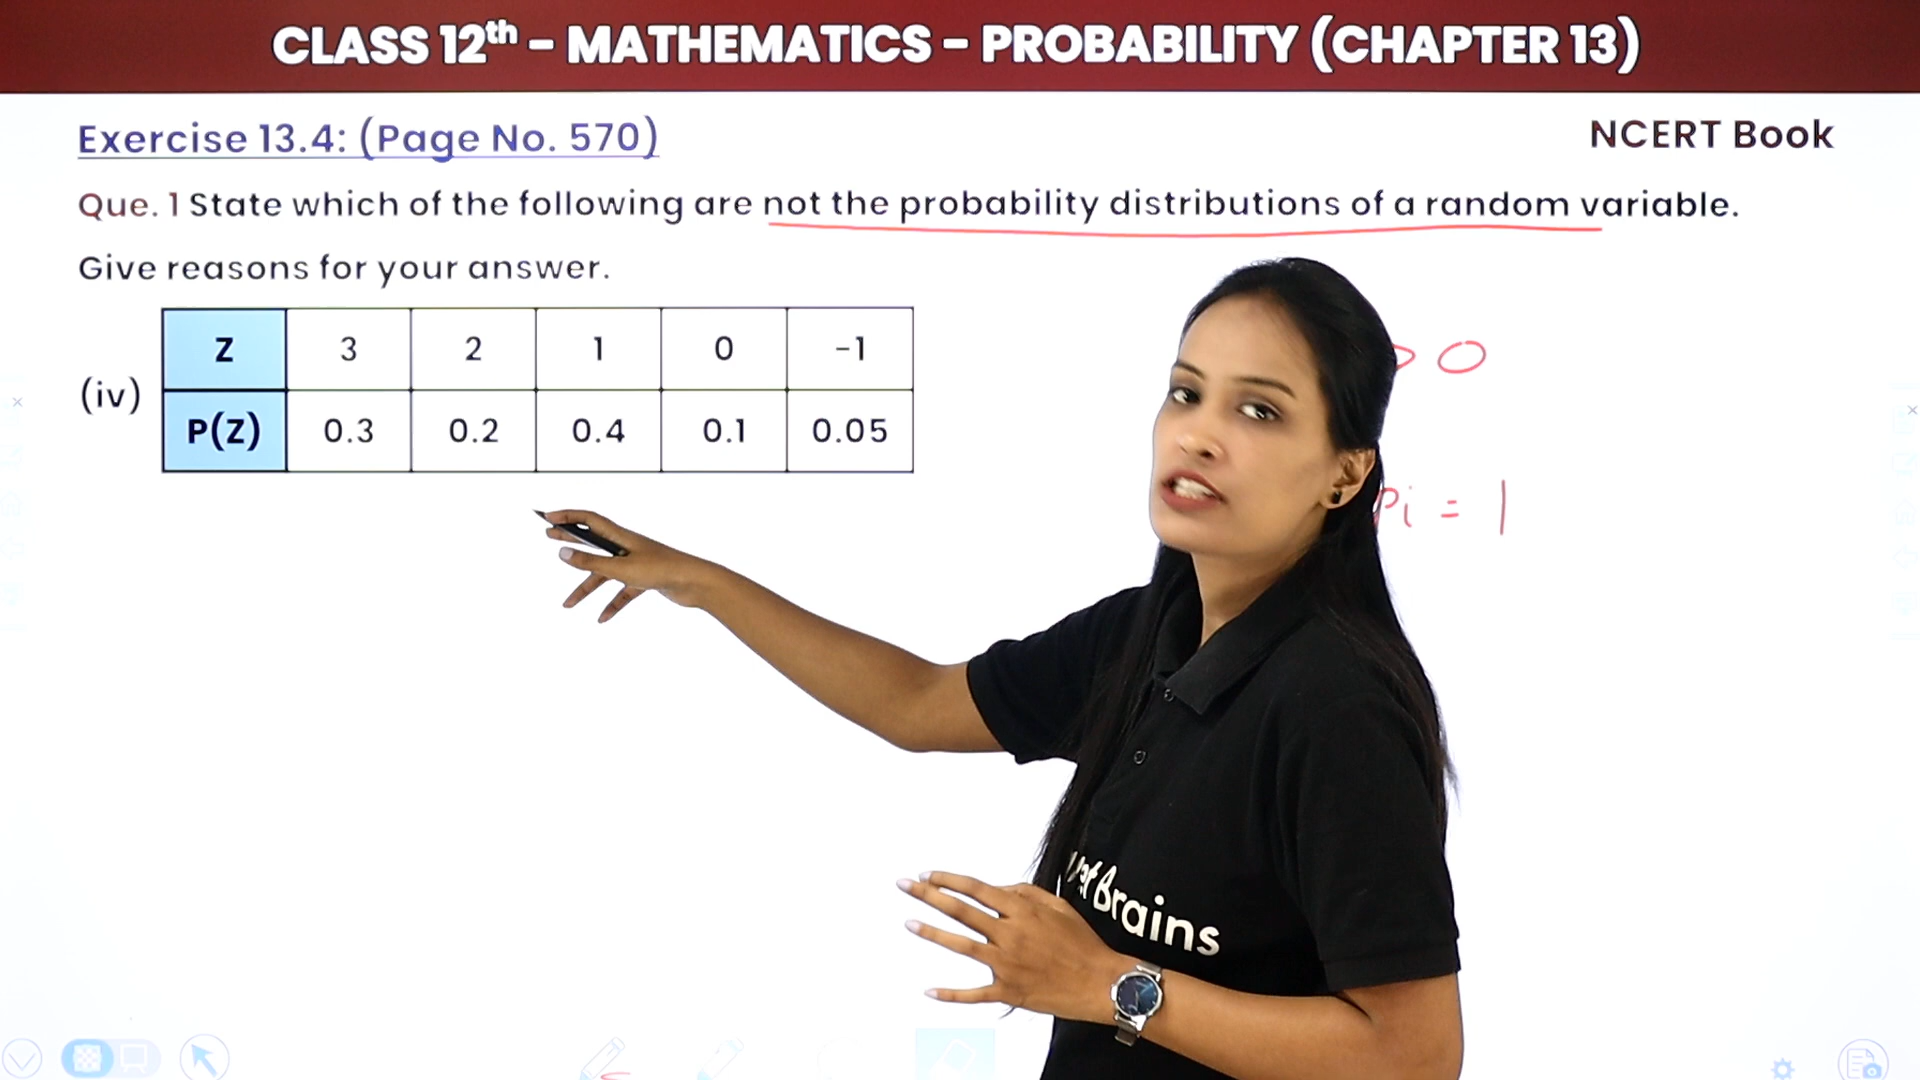 CLASS 12th – MATHEMATICS – PROBABILITY (CHAPTER 13)
Exercise 13.4: (Page No. 570)
NCERT Book
Que. 1 State which of the following are not the probability distributions of a random variable.
Give reasons for your answer.
(iv)
Z 3 2 1 0 -1
P(Z) 0.3 0.2 0.4 0.1 0.05
> 0
Pi = 1
Brains